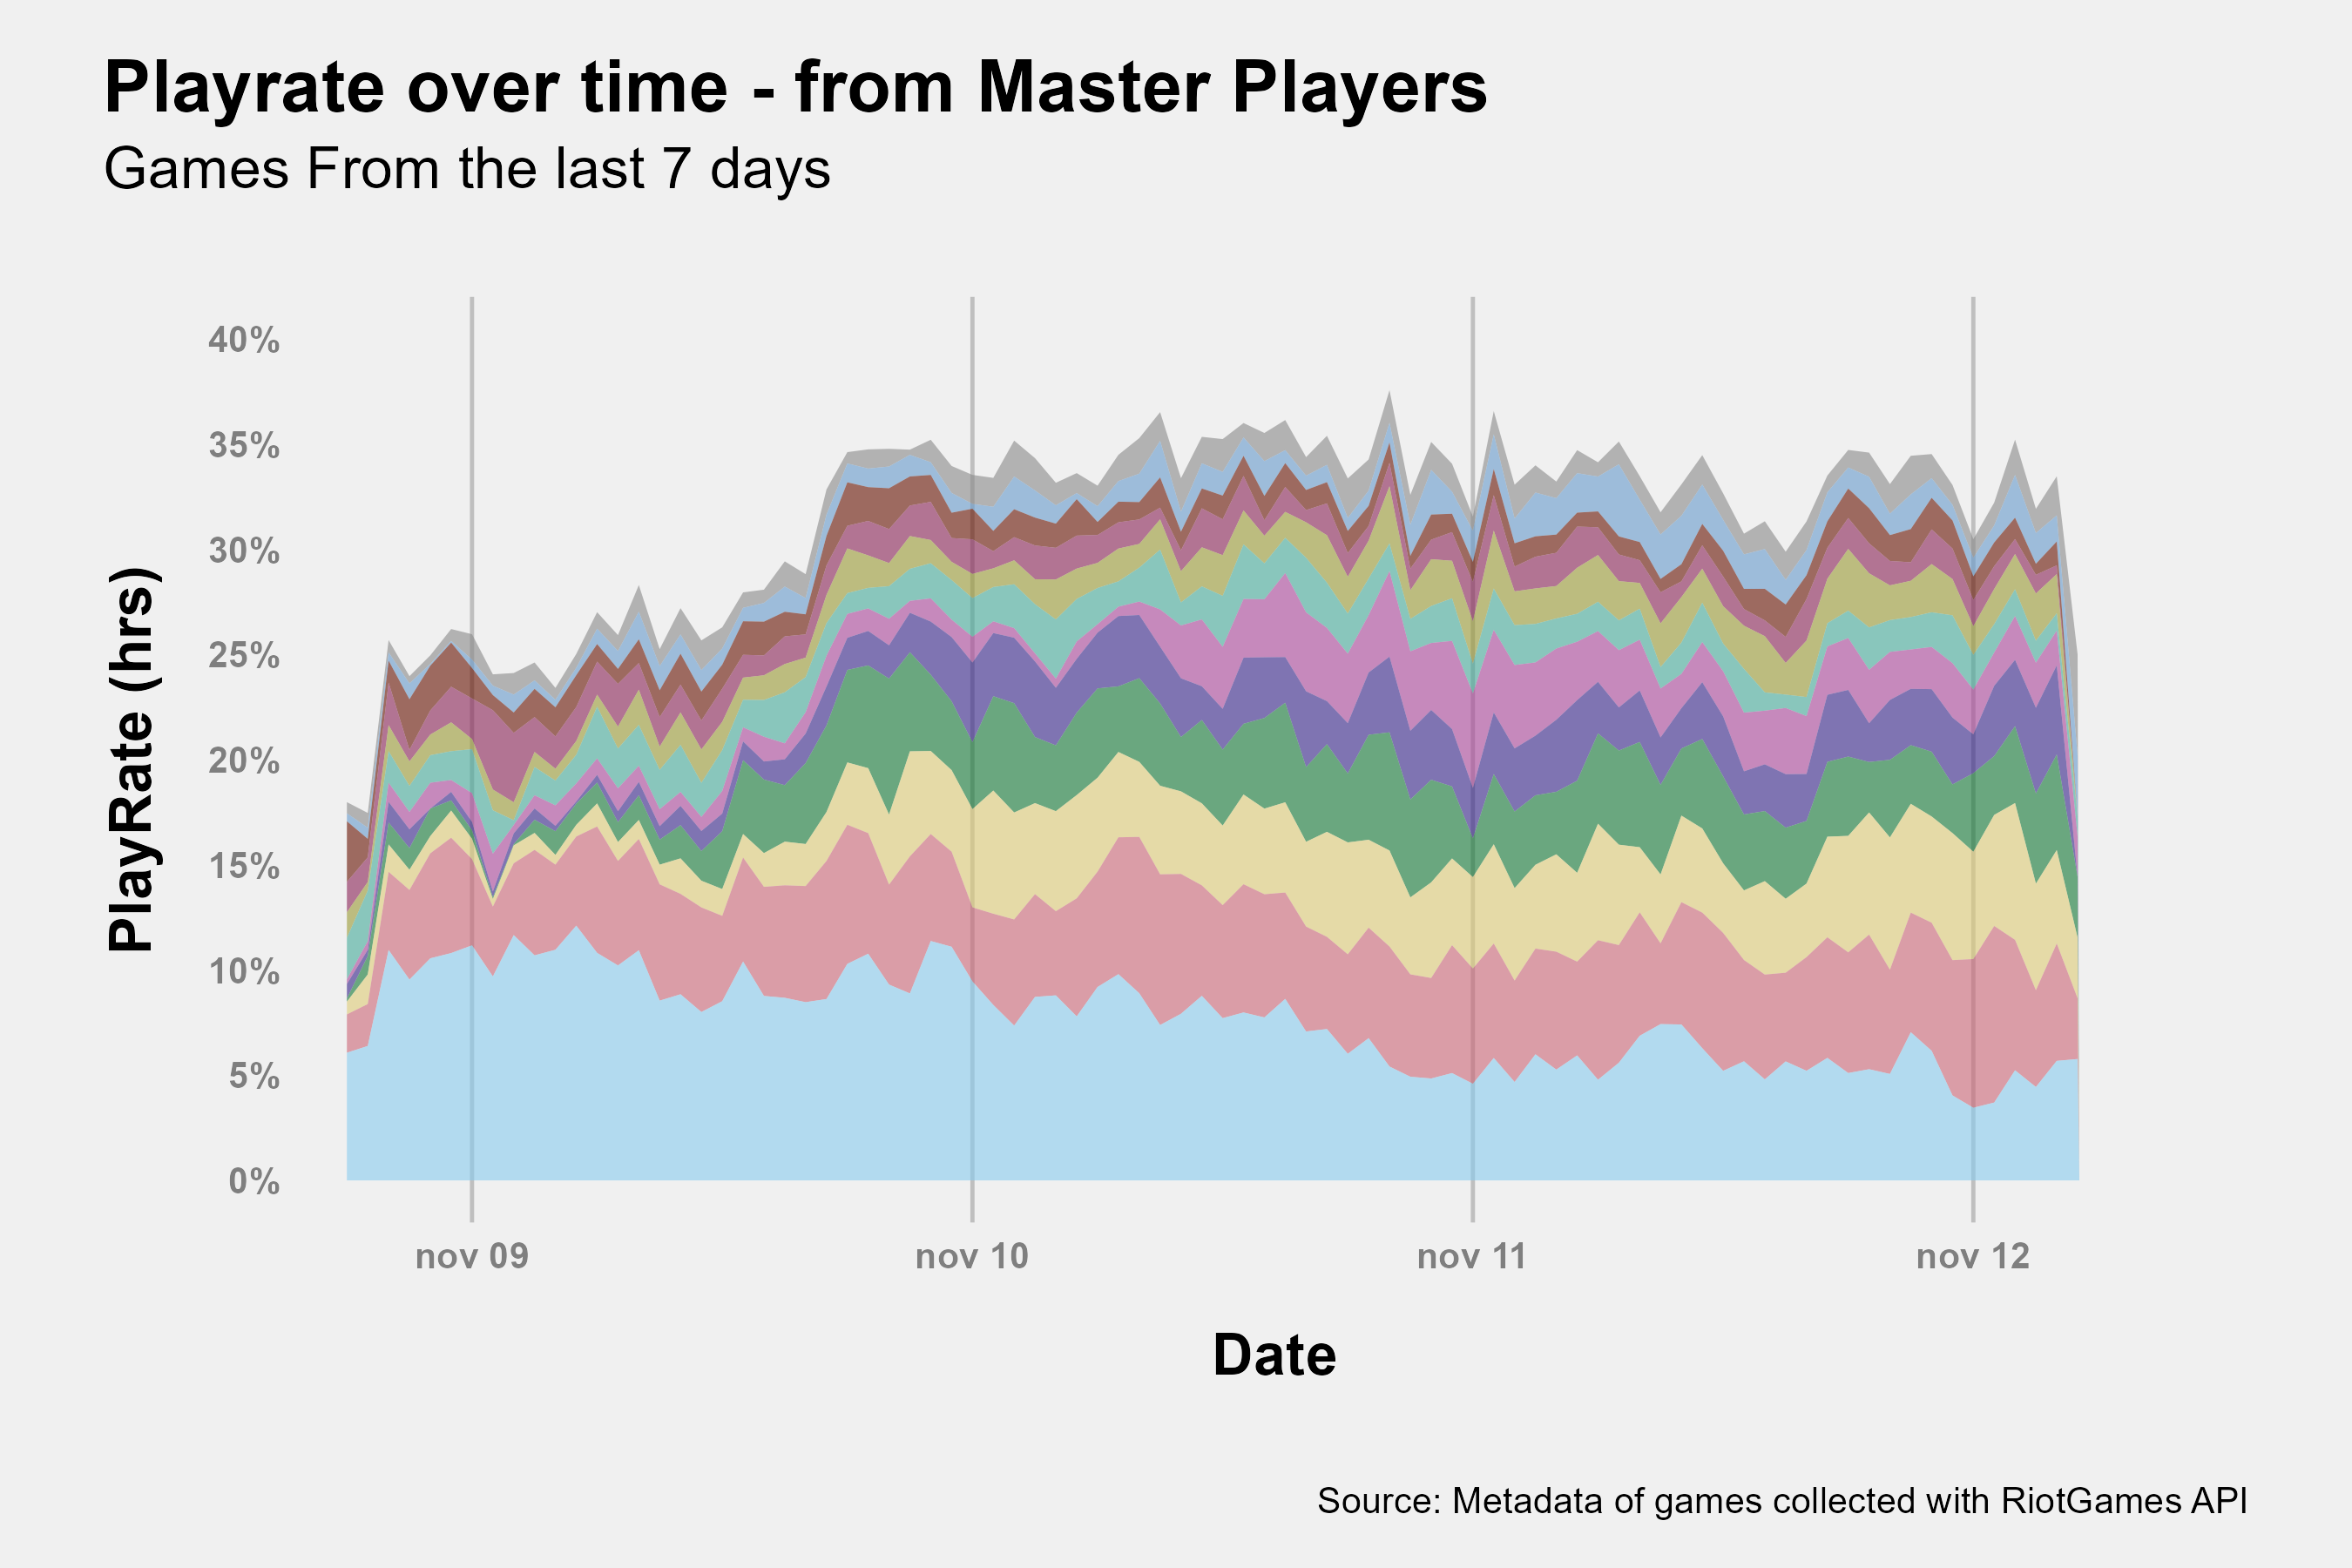 Playrate over time - from Master Players
Games From the last 7 days
PlayRate (hrs)
40%
35%
30%
25%
20%
15%
10%
5%
0%
nov 09
nov 10
nov 11
nov 12
Date
Source: Metadata of games collected with RiotGames API